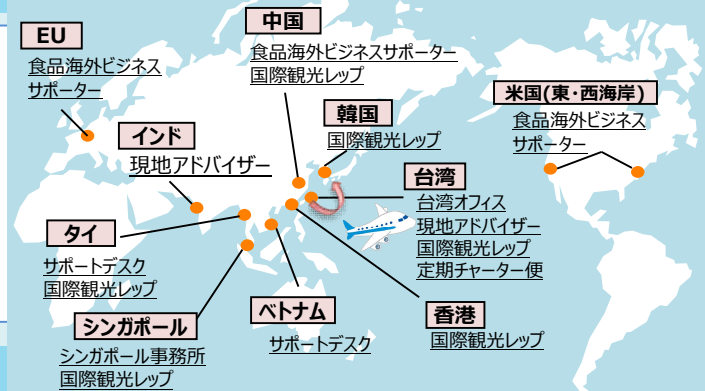 EU
食品海外ビジネス
サポーター
中国
食品海外ビジネスサポーター
国際観光レップ
韓国
国際観光レップ
米国(東・西海岸)
食品海外ビジネス
サポーター
インド
現地アドバイザー
台湾
台湾オフィス
現地アドバイザー
国際観光レップ
定期チャーター便
タイ
サポートデスク
国際観光レップ
シンガポール
シンガポール事務所
国際観光レップ
ベトナム
サポートデスク
香港
国際観光レップ